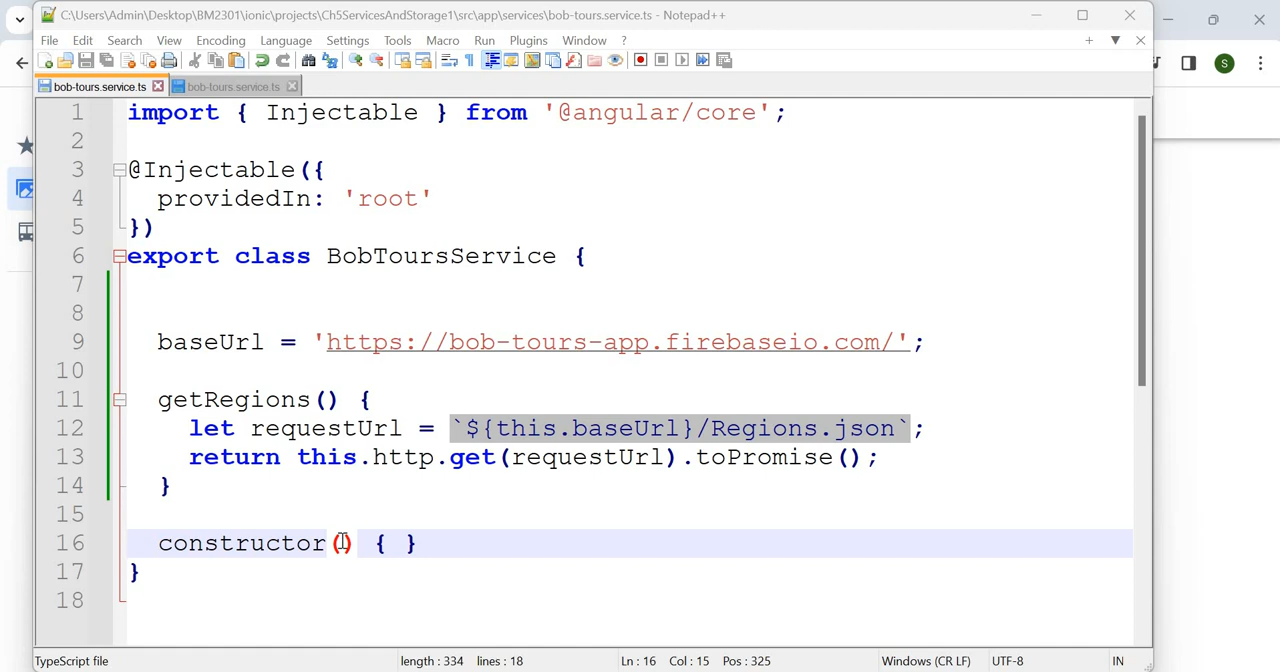 C:\Users\Admin\Desktop\BM2301\ionic\projects\Ch5ServicesAndStorage1\src\app\services\bob-tours.service.ts - Notepad++
File Edit Search View Encoding Language Settings Tools Macro Run Plugins Window ?
bob-tours.service.ts bob-tours.service.ts
1 import { Injectable } from '@angular/core';
2
3 @Injectable({
4 providedIn: 'root'
5 })
6 export class BobToursService {
7
8
9 baseUrl = 'https://bob-tours-app.firebaseio.com/';
10
11 getRegions() {
12 let requestUrl = `${this.baseUrl}/Regions.json`;
13 return this.http.get(requestUrl).toPromise();
14 }
15
16 constructor() { }
17 }
18
TypeScript file length : 334 lines : 18 Ln : 16 Col : 15 Pos : 325 Windows (CR LF) UTF-8 IN
S